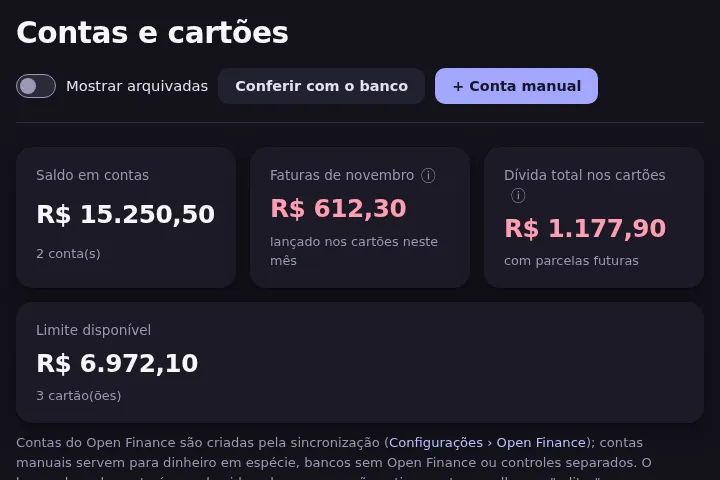 Contas e cartões
Mostrar arquivadas
Conferir com o banco
+ Conta manual
Saldo em contas
R$ 15.250,50
2 conta(s)
Faturas de novembro ⓘ
R$ 612,30
lançado nos cartões neste
mês
Dívida total nos cartões
ⓘ
R$ 1.177,90
com parcelas futuras
Limite disponível
R$ 6.972,10
3 cartão(ões)
Contas do Open Finance são criadas pela sincronização (Configurações › Open Finance); contas
manuais servem para dinheiro em espécie, bancos sem Open Finance ou controles separados. O